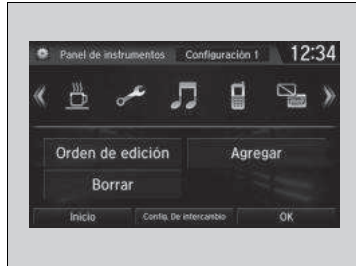 Panel de instrumentos Configuración 1 12:34
Orden de edición Agregar
Borrar
Inicio Config. De intercambio OK